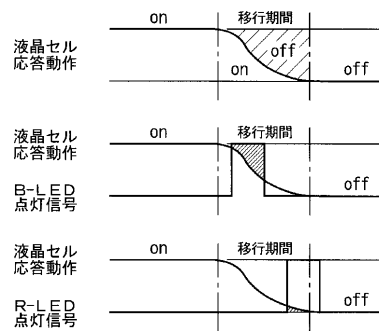 on
移行期間
液晶セル
応答動作
off
on
off
on
移行期間
液晶セル
応答動作
B-LED
点灯信号
off
on
移行期間
液晶セル
応答動作
R-LED
点灯信号
off